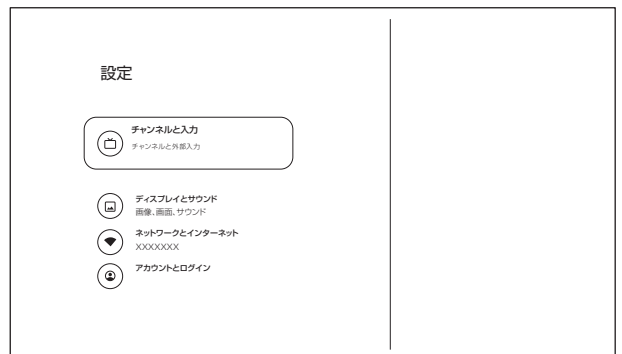 設定
チャンネルと入力
チャンネルと外部入力
ディスプレイとサウンド
画像、画面、サウンド
ネットワークとインターネット
XXXXXXX
アカウントとログイン